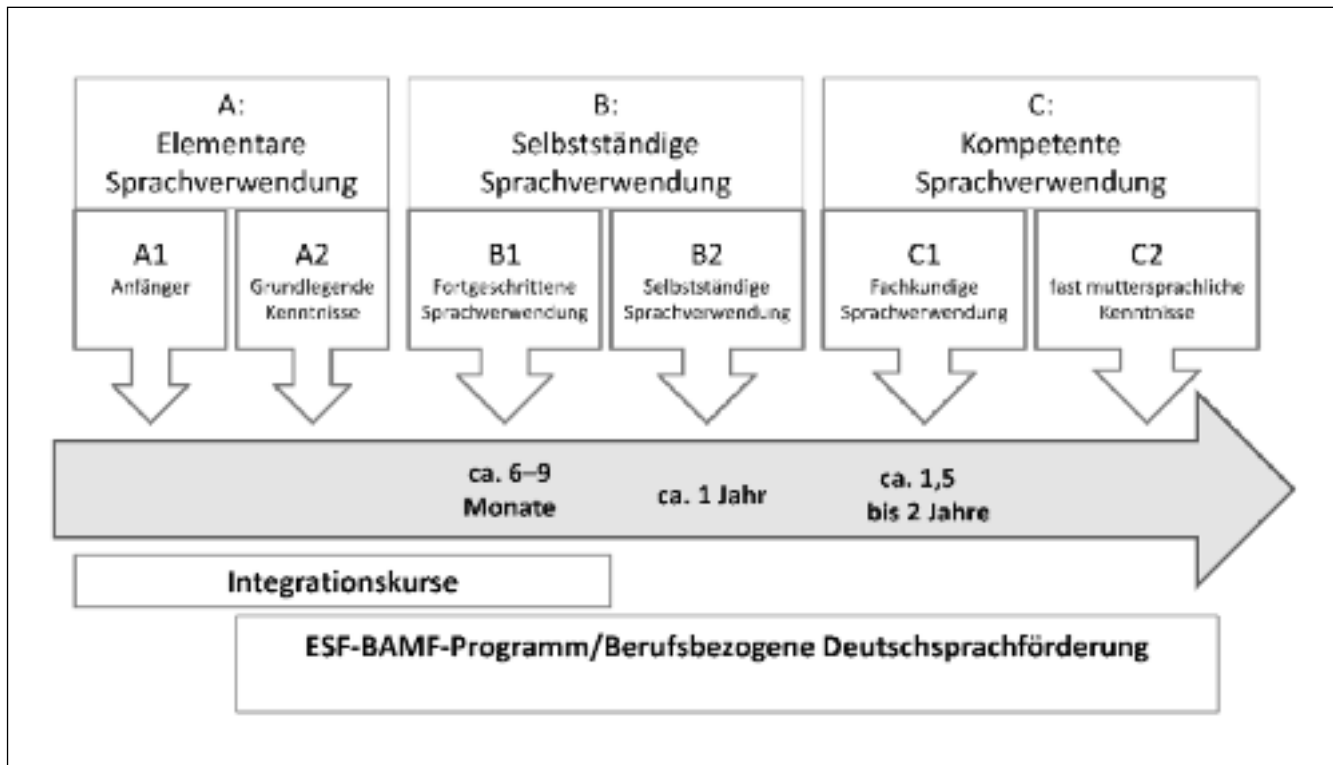 A:
Elementare
Sprachverwendung
B:
Selbstständige
Sprachverwendung
C:
Kompetente
Sprachverwendung
A1
Anfänger
A2
Grundlegende
Kenntnisse
B1
Fortgeschrittene
Sprachverwendung
B2
Selbstständige
Sprachverwendung
C1
Fachkundige
Sprachverwendung
C2
fast muttersprachliche
Kenntnisse
ca. 6–9
Monate
ca. 1 Jahr
ca. 1,5
bis 2 Jahre
Integrationskurse
ESF-BAMF-Programm/Berufsbezogene Deutschsprachförderung